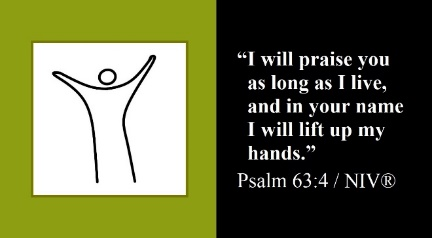 “I will praise you
as long as I live,
and in your name
I will lift up my
hands.”
Psalm 63:4 / NIV®